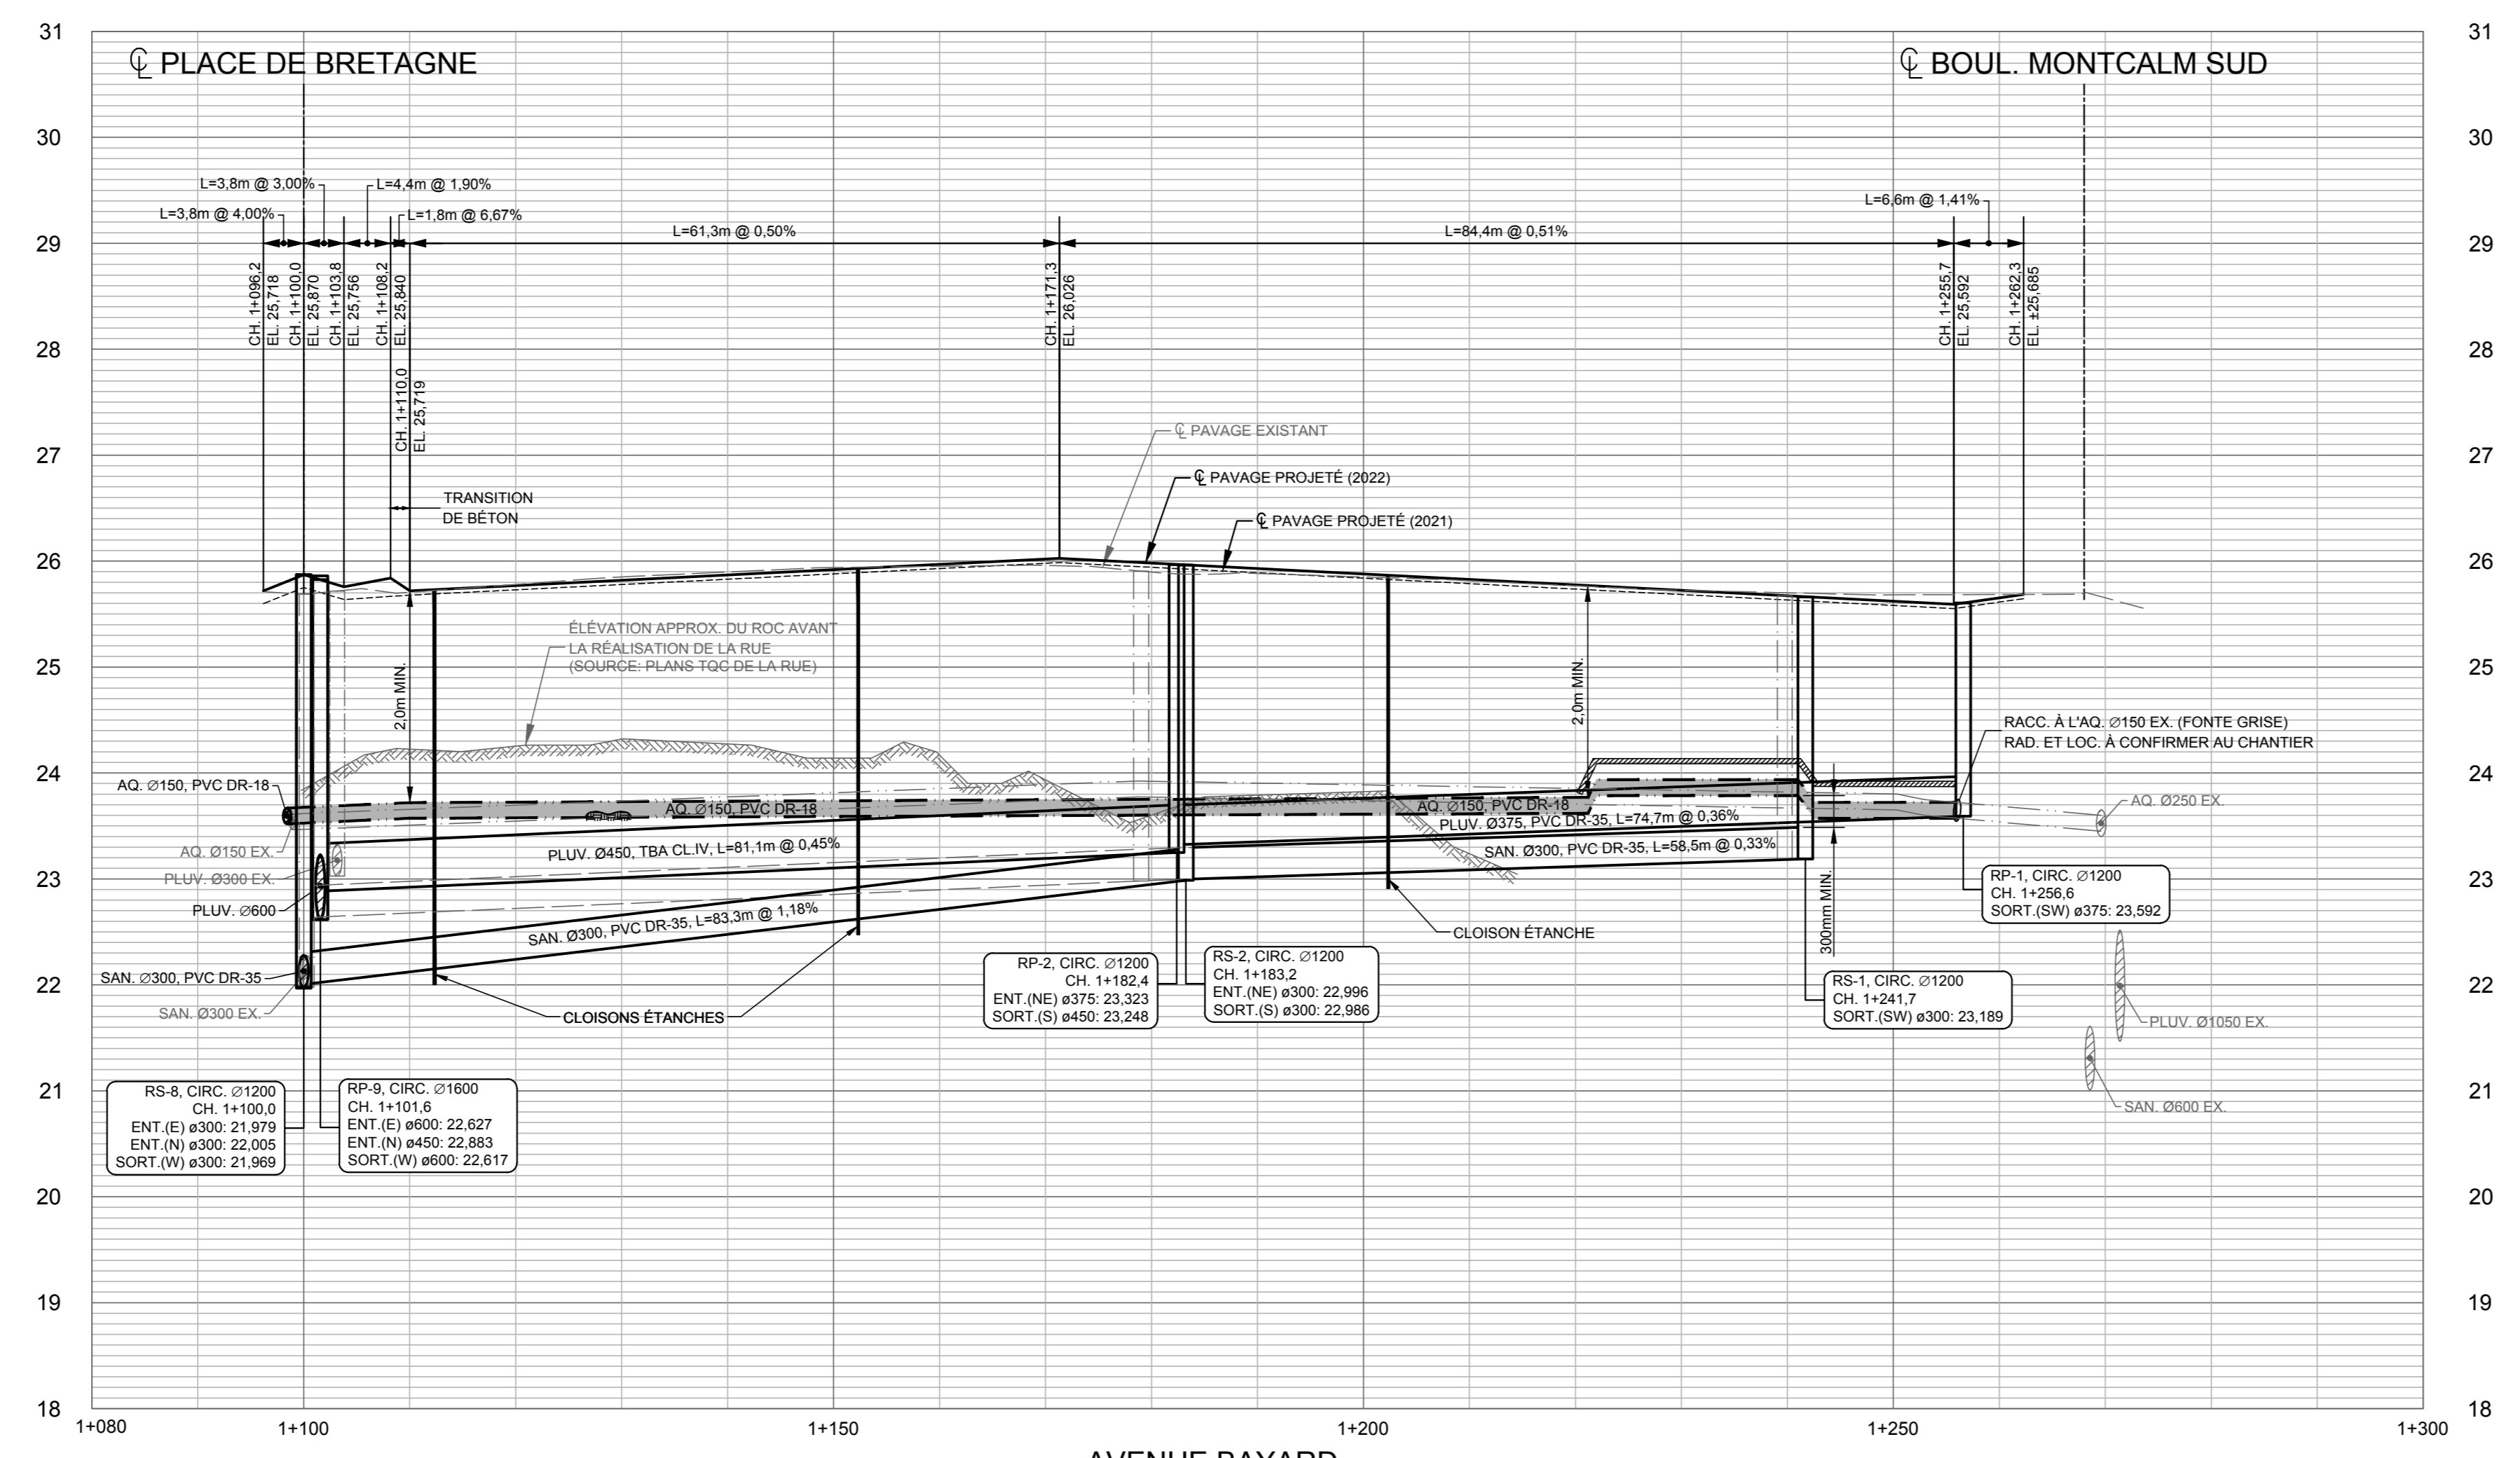 31
31
℄ PLACE DE BRETAGNE
℄ BOUL. MONTCALM SUD
30
30
L=3,8m @ 3,00%
L=4,4m @ 1,90%
L=3,8m @ 4,00%
L=1,8m @ 6,67%
L=6,6m @ 1,41%
L=61,3m @ 0,50%
L=84,4m @ 0,51%
29
29
CH. 1+096,2
EL. 25,718
CH. 1+100,0
EL. 25,870
CH. 1+103,8
EL. 25,756
CH. 1+108,2
EL. 25,840
CH. 1+110,0
EL. 25,719
CH. 1+171,3
EL. 26,026
CH. 1+255,7
EL. 25,592
CH. 1+262,3
EL. ±25,685
28
28
27
27
℄ PAVAGE EXISTANT
℄ PAVAGE PROJETÉ (2022)
℄ PAVAGE PROJETÉ (2021)
TRANSITION
DE BÉTON
26
26
ÉLÉVATION APPROX. DU ROC AVANT
LA RÉALISATION DE LA RUE
(SOURCE: PLANS TQC DE LA RUE)
25
25
2,0m MIN.
2,0m MIN.
RACC. À L'AQ. Ø150 EX. (FONTE GRISE)
RAD. ET LOC. À CONFIRMER AU CHANTIER
24
24
AQ. Ø150, PVC DR-18
AQ. Ø150, PVC DR-18
AQ. Ø150, PVC DR-18
AQ. Ø250 EX.
PLUV. Ø375, PVC DR-35, L=74,7m @ 0,36%
AQ. Ø150 EX.
PLUV. Ø450, TBA CL.IV, L=81,1m @ 0,45%
SAN. Ø300, PVC DR-35, L=58,5m @ 0,33%
PLUV. Ø300 EX.
23
23
PLUV. Ø600
SAN. Ø300, PVC DR-35, L=83,3m @ 1,18%
300mm MIN.
RP-1, CIRC. Ø1200
CH. 1+256,6
SORT.(SW) ø375: 23,592
CLOISON ÉTANCHE
SAN. Ø300, PVC DR-35
22
22
SAN. Ø300 EX.
CLOISONS ÉTANCHES
RP-2, CIRC. Ø1200
CH. 1+182,4
ENT.(NE) ø375: 23,323
SORT.(S) ø450: 23,248
RS-2, CIRC. Ø1200
CH. 1+183,2
ENT.(NE) ø300: 22,996
SORT.(S) ø300: 22,986
RS-1, CIRC. Ø1200
CH. 1+241,7
SORT.(SW) ø300: 23,189
PLUV. Ø1050 EX.
21
21
SAN. Ø600 EX.
RS-8, CIRC. Ø1200
CH. 1+100,0
ENT.(E) ø300: 21,979
ENT.(N) ø300: 22,005
SORT.(W) ø300: 21,969
RP-9, CIRC. Ø1600
CH. 1+101,6
ENT.(E) ø600: 22,627
ENT.(N) ø450: 22,883
SORT.(W) ø600: 22,617
20
20
19
19
18
18
1+080
1+100
1+150
1+200
1+250
1+300
AVENUE BAYARD